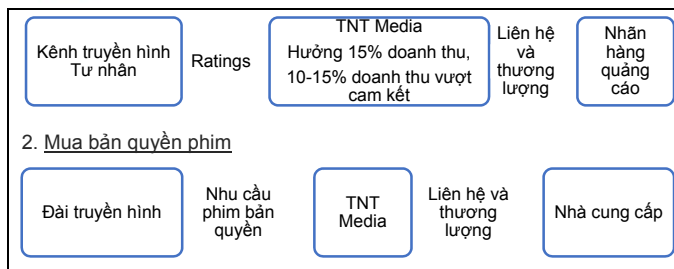 Kênh truyền hình
Tư nhân
Ratings
TNT Media
Hưởng 15% doanh thu,
10-15% doanh thu vượt
cam kết
Liên hệ
và
thương
lượng
Nhãn
hàng
quảng
cáo
2. Mua bản quyền phim
Đài truyền hình
Nhu cầu
phim bản
quyền
TNT
Media
Liên hệ và
thương
lượng
Nhà cung cấp